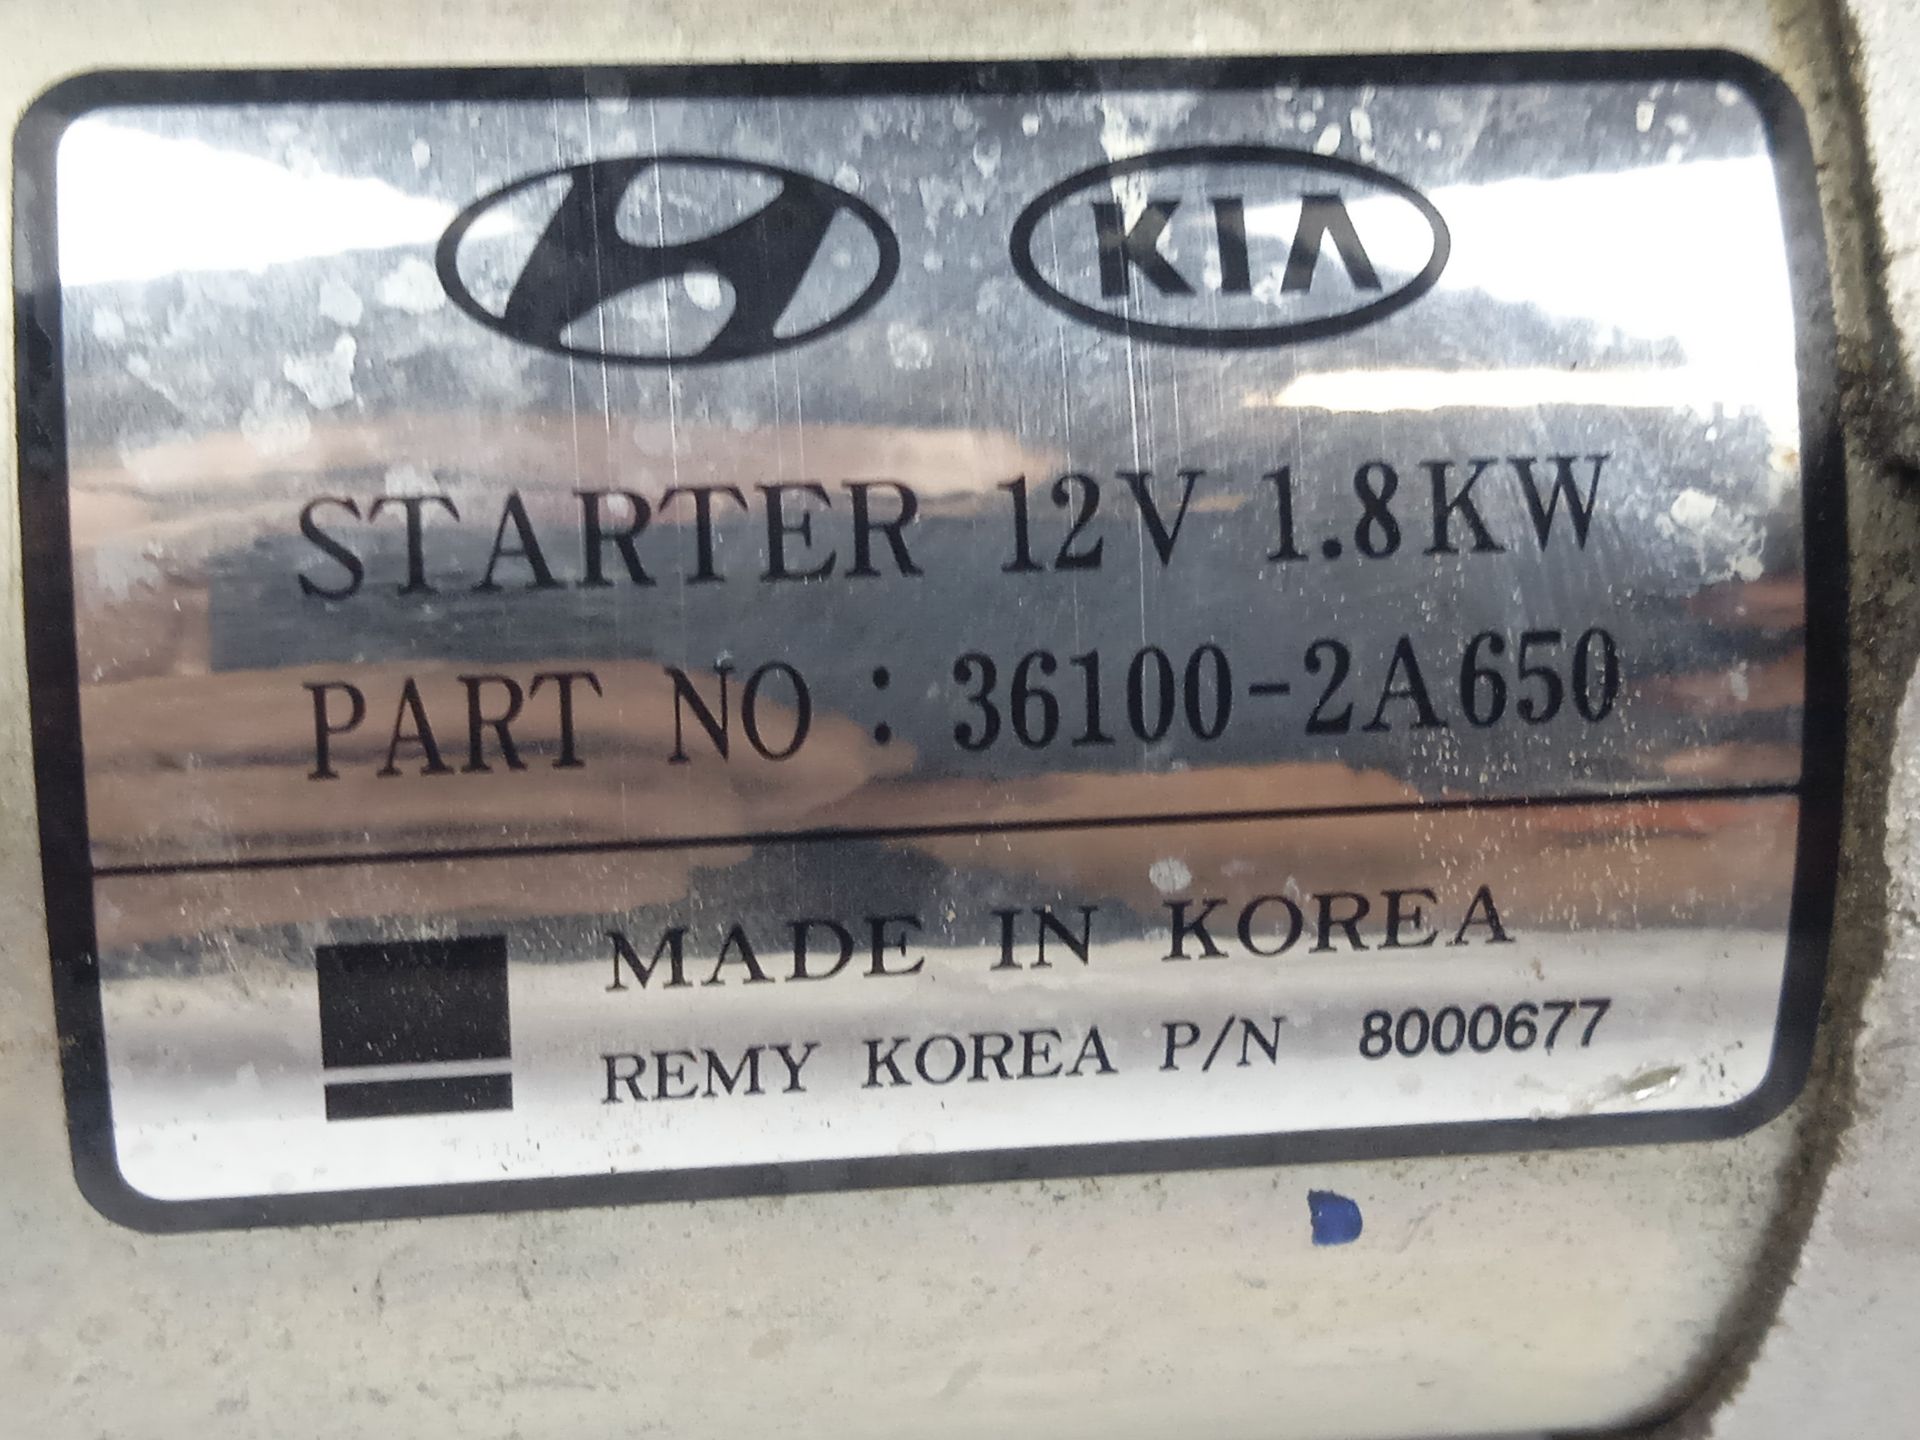 KIA
STARTER 12V 1.8KW
PART NO : 36100-2A650
MADE IN KOREA
REMY KOREA P/N 8000677